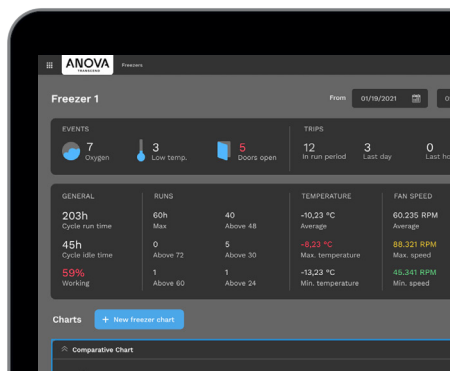 ANOVA
TRANSCEND
Freezers
Freezer 1
From 01/19/2021
EVENTS
7
Oxygen
3
Low temp.
5
Doors open
TRIPS
12
In run period
3
Last day
0
GENERAL
203h
Cycle run time
45h
Cycle idle time
59%
Working
RUNS
60h
Max
40
Above 48
0
Above 72
5
Above 30
1
Above 60
1
Above 24
TEMPERATURE
-10,23 °C
Average
-8,23 °C
Max. temperature
-13,23 °C
Min. temperature
FAN SPEED
60.235 RPM
Average
88.321 RPM
Max. speed
45.341 RPM
Min. speed
Charts
+ New freezer chart
Comparative Chart